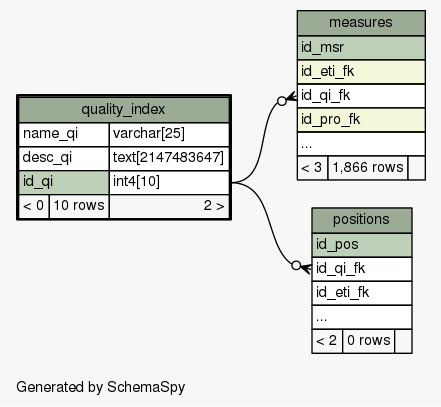 measures
id_msr
id_eti_fk
id_qi_fk
id_pro_fk
...
< 3 1,866 rows
quality_index
name_qi varchar[25]
desc_qi text[2147483647]
id_qi int4[10]
< 0 10 rows 2 >
positions
id_pos
id_qi_fk
id_eti_fk
...
< 2 0 rows
Generated by SchemaSpy